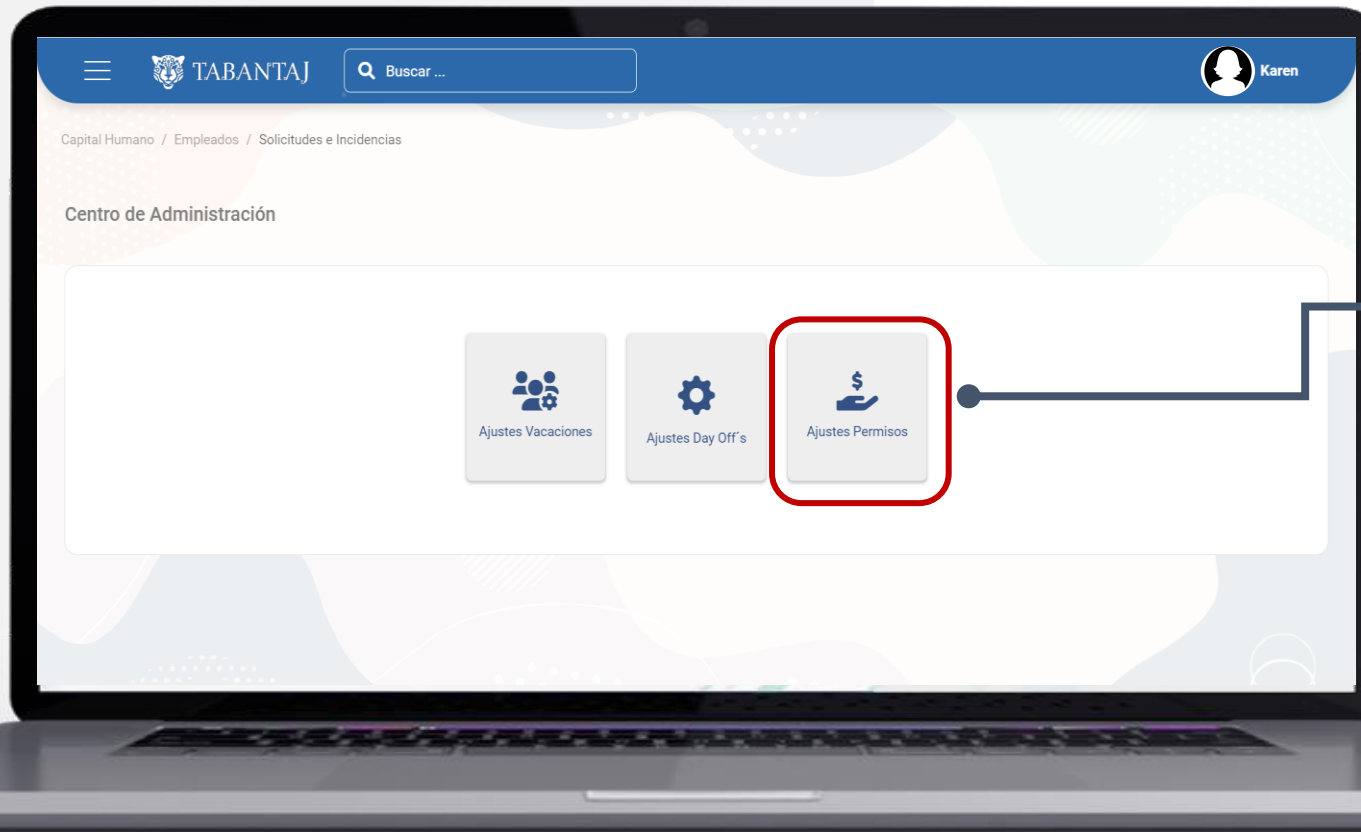 TABANTAJ
Buscar ...
Karen
Capital Humano / Empleados / Solicitudes e Incidencias
Centro de Administración
Ajustes Vacaciones
Ajustes Day Off´s
$
Ajustes Permisos